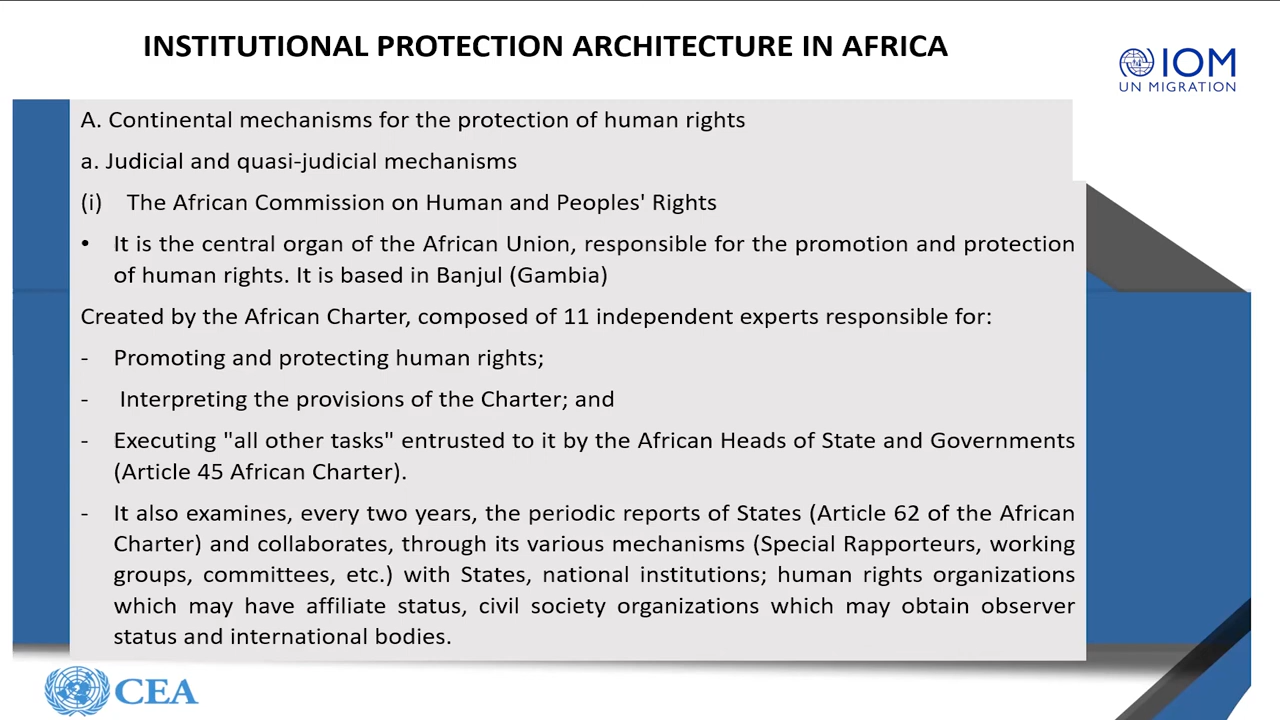 INSTITUTIONAL PROTECTION ARCHITECTURE IN AFRICA
IOM
UN MIGRATION
A. Continental mechanisms for the protection of human rights
a. Judicial and quasi-judicial mechanisms
(i) The African Commission on Human and Peoples' Rights
• It is the central organ of the African Union, responsible for the promotion and protection
of human rights. It is based in Banjul (Gambia)
Created by the African Charter, composed of 11 independent experts responsible for:
- Promoting and protecting human rights;
- Interpreting the provisions of the Charter; and
- Executing "all other tasks" entrusted to it by the African Heads of State and Governments
(Article 45 African Charter).
- It also examines, every two years, the periodic reports of States (Article 62 of the African
Charter) and collaborates, through its various mechanisms (Special Rapporteurs, working
groups, committees, etc.) with States, national institutions; human rights organizations
which may have affiliate status, civil society organizations which may obtain observer
status and international bodies.
CEA